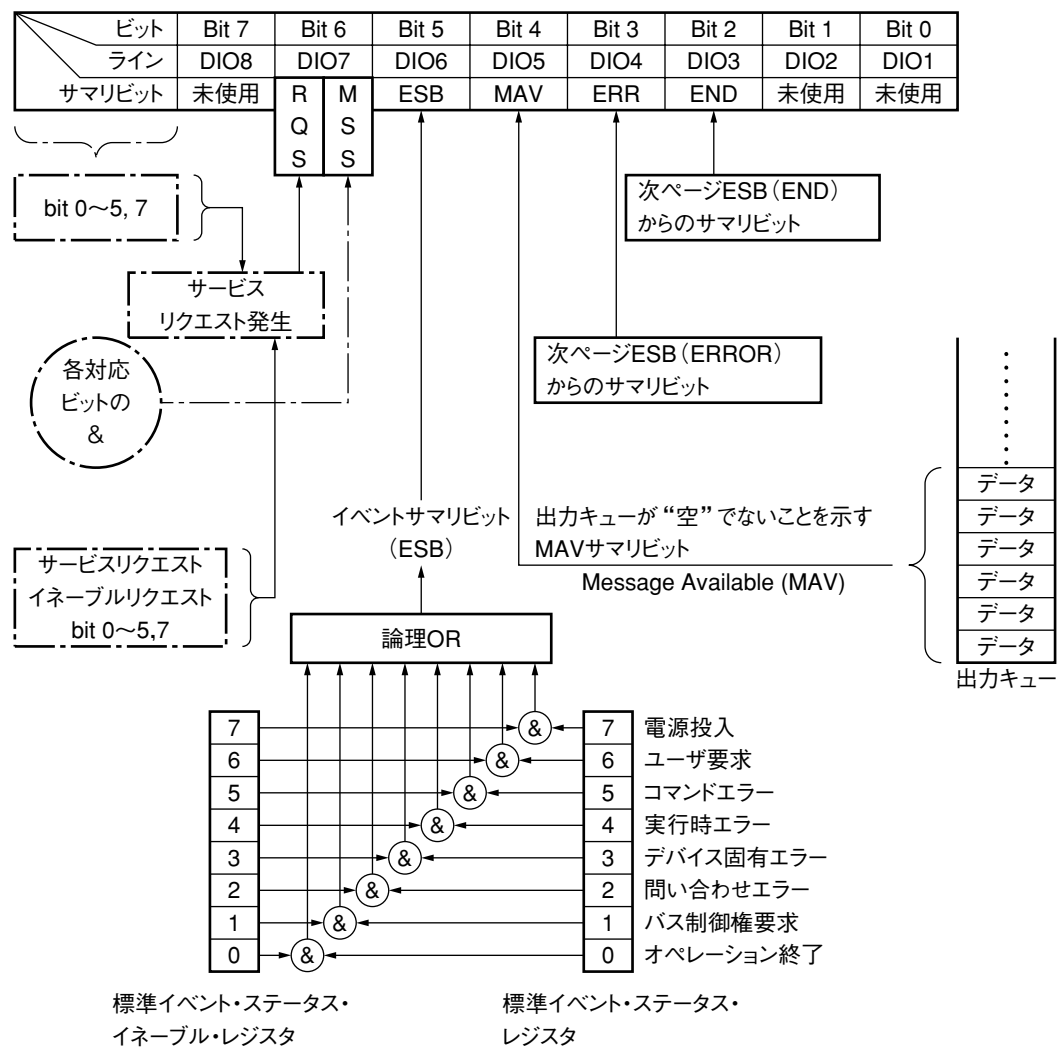 ビット Bit 7 Bit 6 Bit 5 Bit 4 Bit 3 Bit 2 Bit 1 Bit 0
ライン DIO8 DIO7 DIO6 DIO5 DIO4 DIO3 DIO2 DIO1
サマリビット 未使用 R M ESB MAV ERR END 未使用 未使用
Q S
S S
bit 0〜5, 7
次ページESB(END)
からのサマリビット
サービス
リクエスト発生
次ページESB(ERROR)
からのサマリビット
各対応
ビットの
&
データ
データ
データ
データ
データ
データ
出力キュー
イベントサマリビット
(ESB)
出力キューが“空”でないことを示す
MAVサマリビット
Message Available (MAV)
サービスリクエスト
イネーブルリクエスト
bit 0〜5,7
論理OR
7 & 7 電源投入
6 & 6 ユーザ要求
5 & 5 コマンドエラー
4 & 4 実行時エラー
3 & 3 デバイス固有エラー
2 & 2 問い合わせエラー
1 & 1 バス制御権要求
0 & 0 オペレーション終了
標準イベント・ステータス・
イネーブル・レジスタ
標準イベント・ステータス・
レジスタ